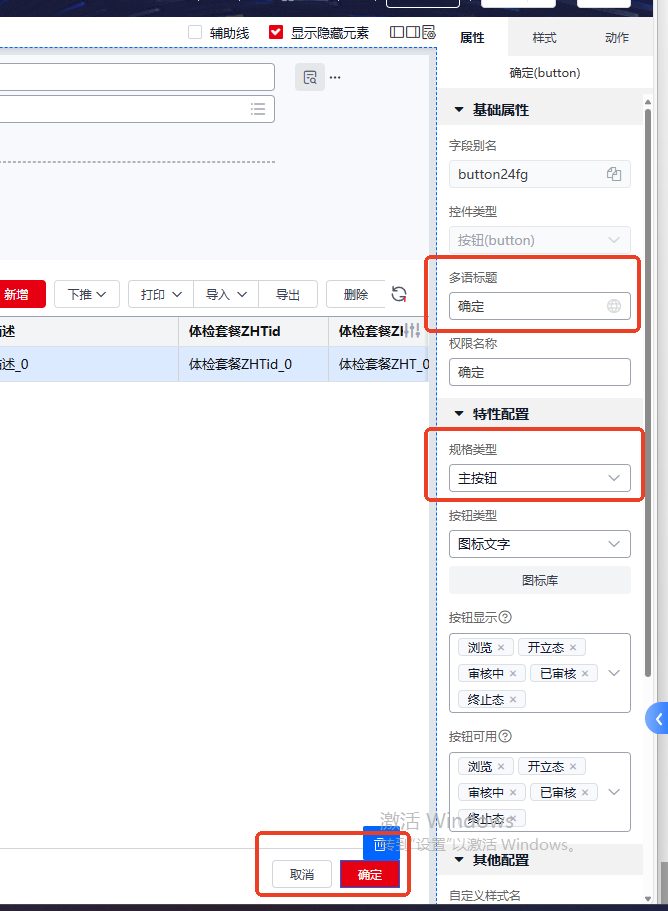 辅助线
显示隐藏元素
属性
样式
动作
确定(button)
基础属性
字段别名
button24fg
控件类型
按钮(button)
多语标题
确定
权限名称
确定
特性配置
规格类型
主按钮
按钮类型
图标文字
图标库
按钮显示
浏览 × 开立态 ×
审核中 × 已审核 ×
终止态 ×
按钮可用
浏览 × 开立态 ×
审核中 × 已审核 ×
终止态 ×
其他配置
自定义样式名
新增
下推
打印
导入
导出
删除
述
体检套餐ZHTid
体检套餐ZH
述_0
体检套餐ZHTid_0
体检套餐ZHT_0
激活 Windows
转到"设置"以激活 Windows。
取消
确定